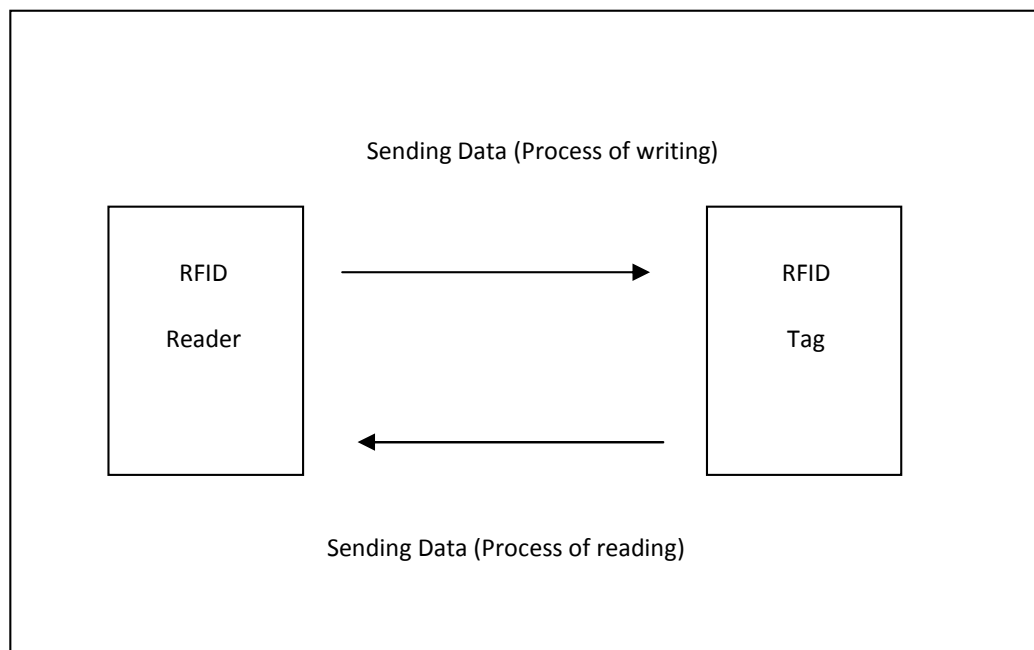 Sending Data (Process of writing)
RFID
Reader
RFID
Tag
Sending Data (Process of reading)